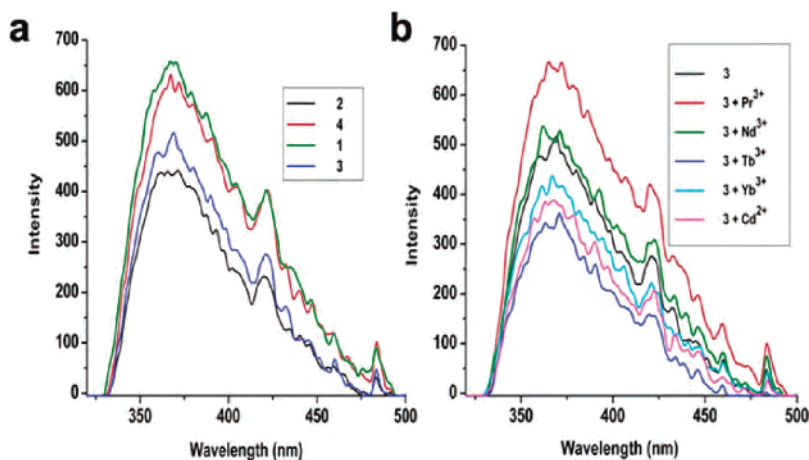 a
700
600
500
400
300
200
100
0
Intensity
350 400 450 500
Wavelength (nm)
2
4
1
3
b
700
600
500
400
300
200
100
0
Intensity
350 400 450 500
Wavelength (nm)
3
3 + Pr³⁺
3 + Nd³⁺
3 + Tb³⁺
3 + Yb³⁺
3 + Cd²⁺